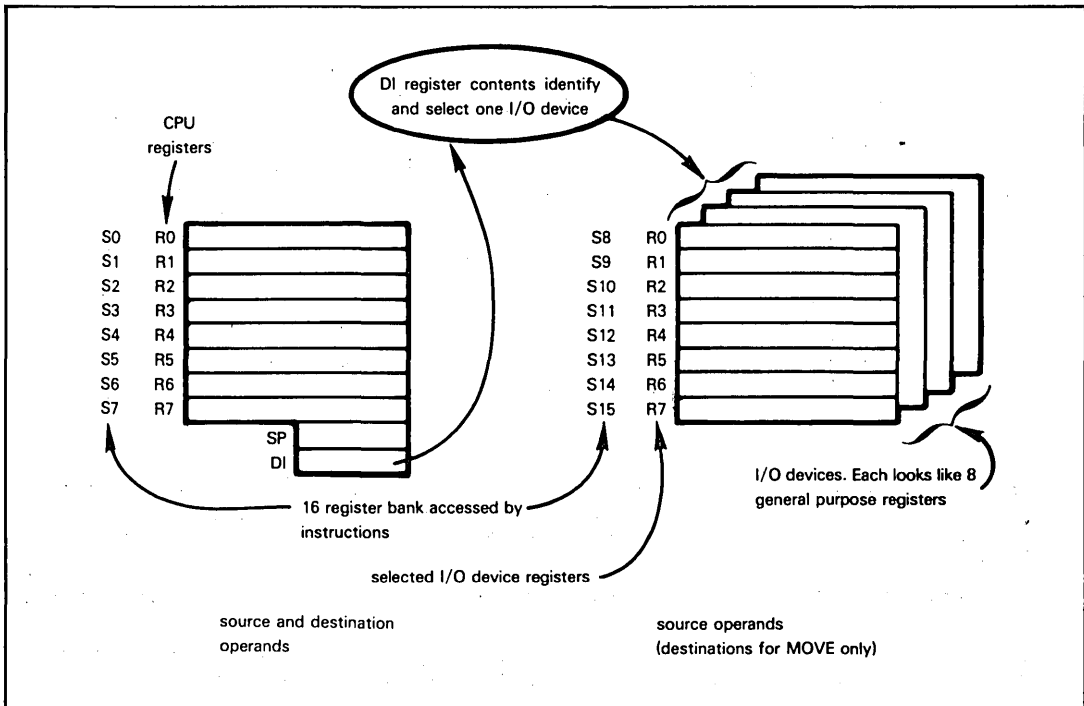 DI register contents identify
and select one I/O device
CPU
registers
S0 R0
S1 R1
S2 R2
S3 R3
S4 R4
S5 R5
S6 R6
S7 R7
SP
DI
S8 R0
S9 R1
S10 R2
S11 R3
S12 R4
S13 R5
S14 R6
S15 R7
I/O devices. Each looks like 8
general purpose registers
16 register bank accessed by
instructions
selected I/O device registers
source and destination
operands
source operands
(destinations for MOVE only)